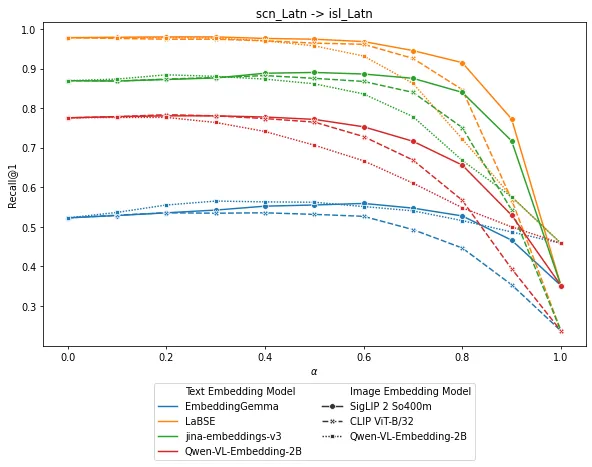 scn_Latn -> isl_Latn
1.0
0.9
0.8
0.7
0.6
0.5
0.4
0.3
Recall@1
0.0 0.2 0.4 0.6 0.8 1.0
α
Text Embedding Model Image Embedding Model
EmbeddingGemma SigLIP 2 So400m
LaBSE CLIP ViT-B/32
jina-embeddings-v3 Qwen-VL-Embedding-2B
Qwen-VL-Embedding-2B